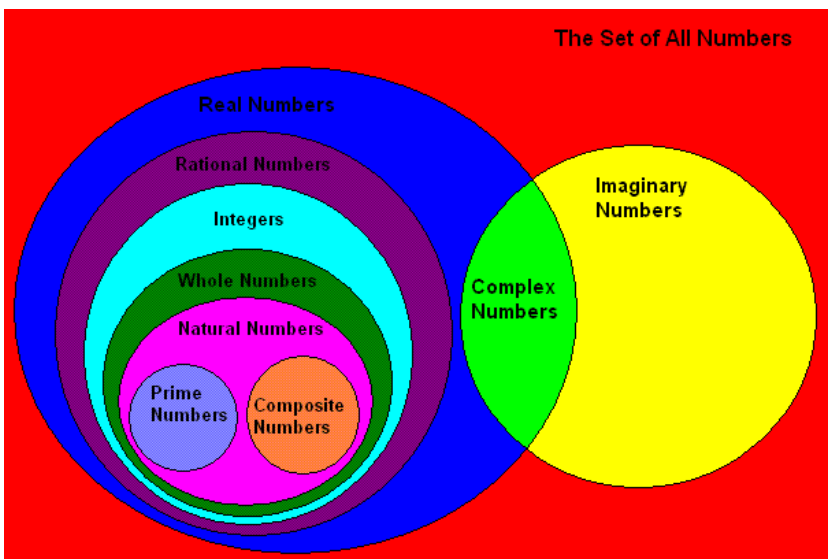 The Set of All Numbers
Real Numbers
Rational Numbers
Integers
Whole Numbers
Natural Numbers
Prime
Numbers
Composite
Numbers
Complex
Numbers
Imaginary
Numbers